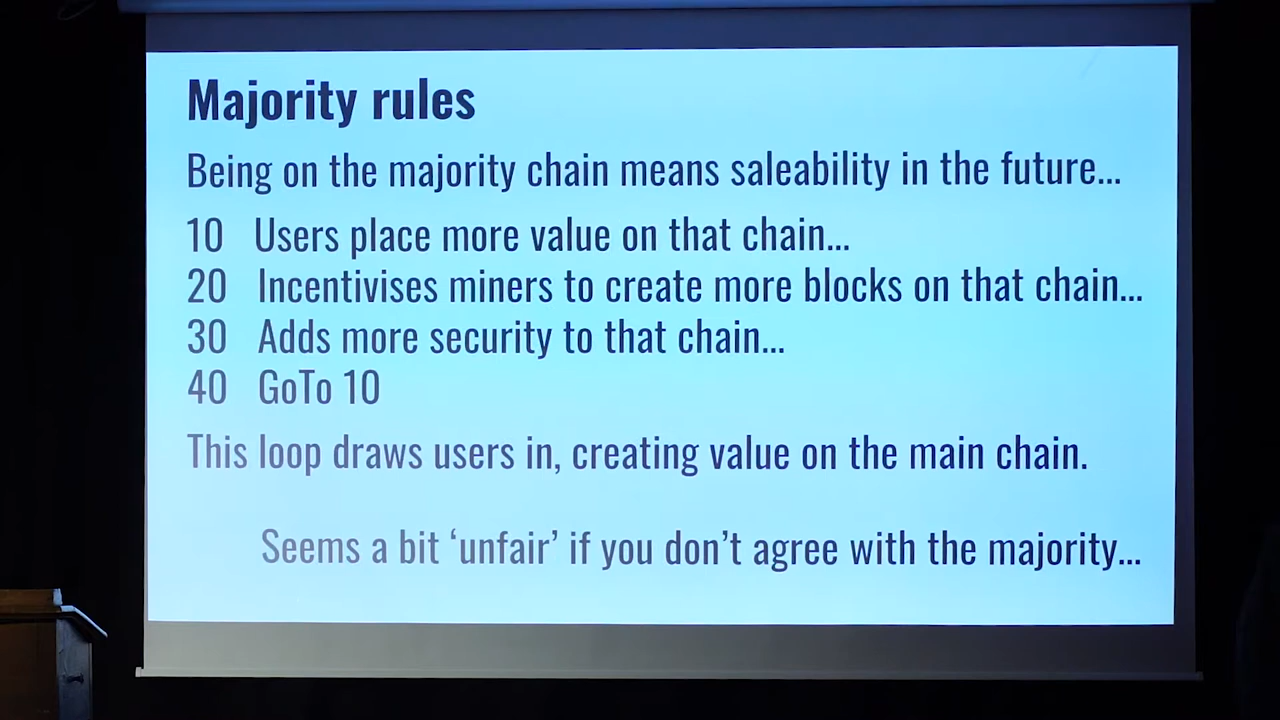 Majority rules
Being on the majority chain means saleability in the future...
10 Users place more value on that chain...
20 Incentivises miners to create more blocks on that chain...
30 Adds more security to that chain...
40 GoTo 10
This loop draws users in, creating value on the main chain.
Seems a bit ‘unfair’ if you don’t agree with the majority...